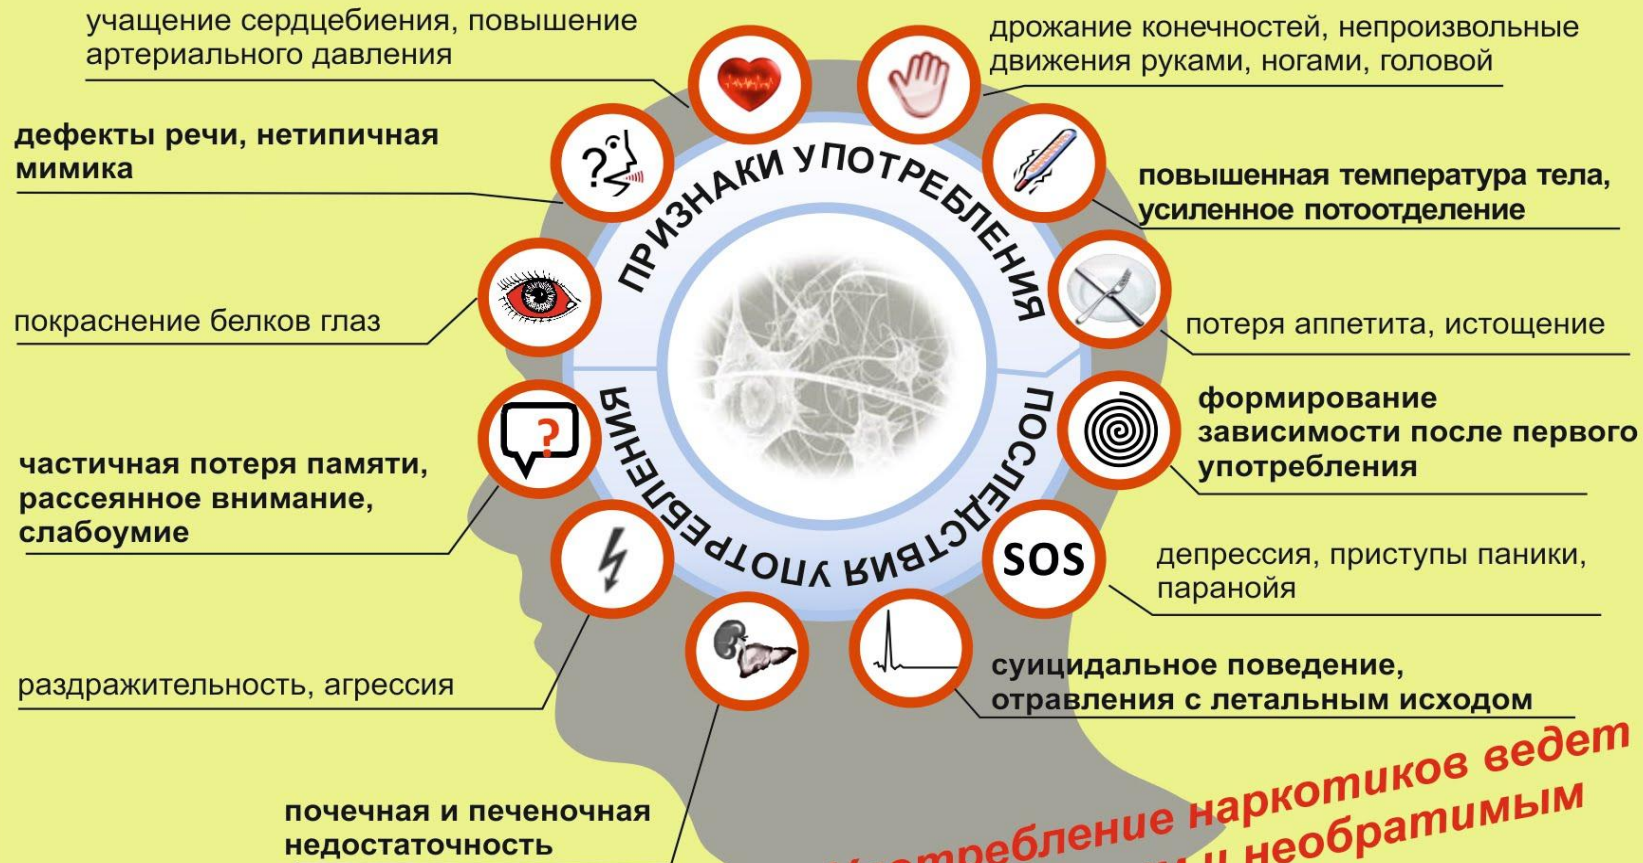 учащение сердцебиения, повышение
артериального давления
дрожание конечностей, непроизвольные
движения руками, ногами, головой
дефекты речи, нетипичная
мимика
повышенная температура тела,
усиленное потоотделение
покраснение белков глаз
потеря аппетита, истощение
ПРИЗНАКИ УПОТРЕБЛЕНИЯ
ПОСЛЕДСТВИЯ УПОТРЕБЛЕНИЯ
?
?
формирование
зависимости после первого
употребления
частичная потеря памяти,
рассеянное внимание,
слабоумие
SOS
депрессия, приступы паники,
паранойя
раздражительность, агрессия
суицидальное поведение,
отравления с летальным исходом
почечная и печеночная
недостаточность
Употребление наркотиков ведет
и необратимым